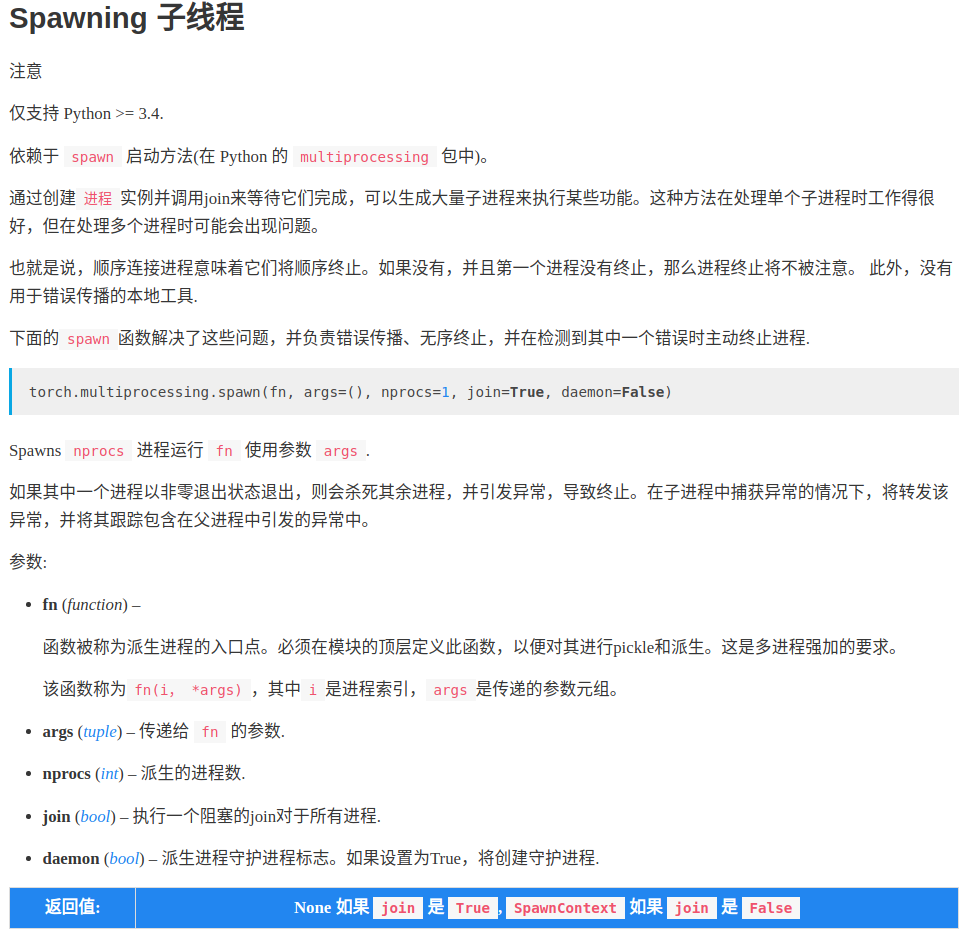 Spawning 子线程
注意
仅支持 Python >= 3.4.
依赖于 spawn 启动方法(在 Python 的 multiprocessing 包中)。
通过创建 进程 实例并调用join来等待它们完成，可以生成大量子进程来执行某些功能。这种方法在处理单个子进程时工作得很
好，但在处理多个进程时可能会出现问题。
也就是说，顺序连接进程意味着它们将顺序终止。如果没有，并且第一个进程没有终止，那么进程终止将不被注意。 此外，没有
用于错误传播的本地工具.
下面的 spawn 函数解决了这些问题，并负责错误传播、无序终止，并在检测到其中一个错误时主动终止进程.
torch.multiprocessing.spawn(fn, args=(), nprocs=1, join=True, daemon=False)
Spawns nprocs 进程运行 fn 使用参数 args .
如果其中一个进程以非零退出状态退出，则会杀死其余进程，并引发异常，导致终止。在子进程中捕获异常的情况下，将转发该
异常，并将其跟踪包含在父进程中引发的异常中。
参数:
• fn (function) –
函数被称为派生进程的入口点。必须在模块的顶层定义此函数，以便对其进行pickle和派生。这是多进程强加的要求。
该函数称为 fn(i， *args) ，其中 i 是进程索引， args 是传递的参数元组。
• args (tuple) – 传递给 fn 的参数.
• nprocs (int) – 派生的进程数.
• join (bool) – 执行一个阻塞的join对于所有进程.
• daemon (bool) – 派生进程守护进程标志。如果设置为True，将创建守护进程.
返回值: None 如果 join 是 True , SpawnContext 如果 join 是 False